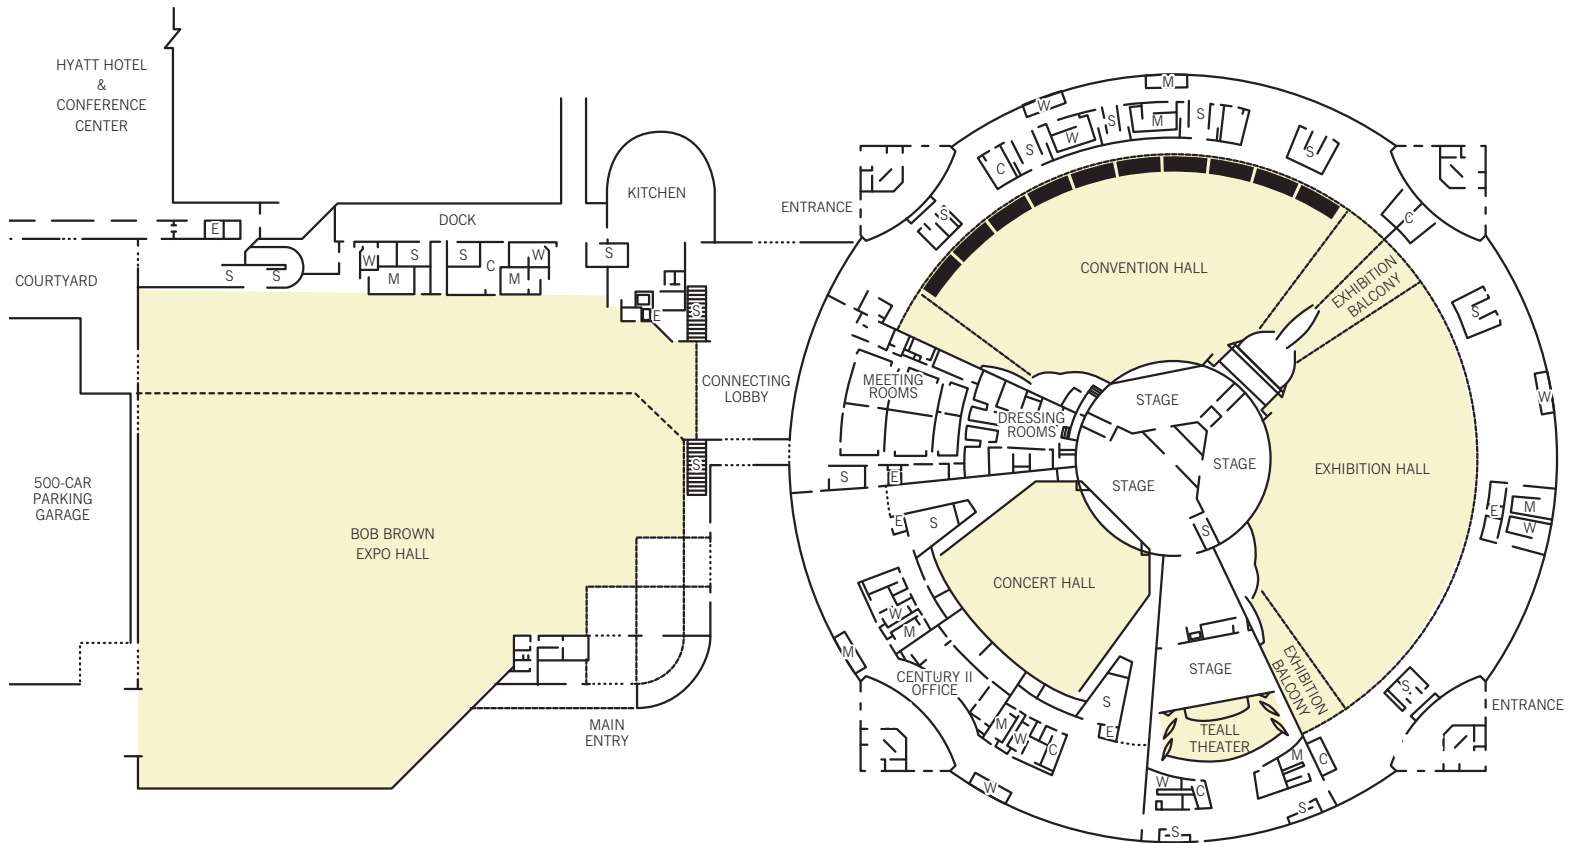 HYATT HOTEL
&
CONFERENCE
CENTER
M
W
S
M
S
W
S
S
C
KITCHEN
ENTRANCE
S
C
DOCK
E
W
S
S
C
W
S
M
M
S
S
COURTYARD
CONVENTION HALL
EXHIBITION
BALCONY
S
E
S
CONNECTING
LOBBY
MEETING
ROOMS
DRESSING
ROOMS
STAGE
W
S
S
E
STAGE
STAGE
EXHIBITION HALL
500-CAR
PARKING
GARAGE
E
S
S
E
M
W
BOB BROWN
EXPO HALL
CONCERT HALL
W
M
M
CENTURY II
OFFICE
STAGE
EXHIBITION
BALCONY
S
ENTRANCE
MAIN
ENTRY
S
E
M
W
C
TEALL
THEATER
M
C
W
W
C
S
S